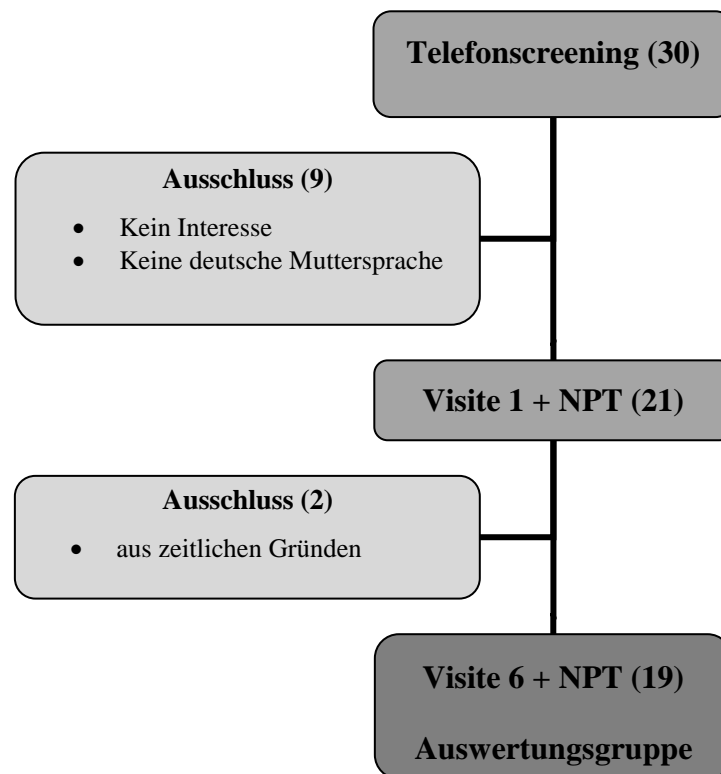 Telefonscreening (30)
Ausschluss (9)
• Kein Interesse
• Keine deutsche Muttersprache
Visite 1 + NPT (21)
Ausschluss (2)
• aus zeitlichen Gründen
Visite 6 + NPT (19)
Auswertungsgruppe